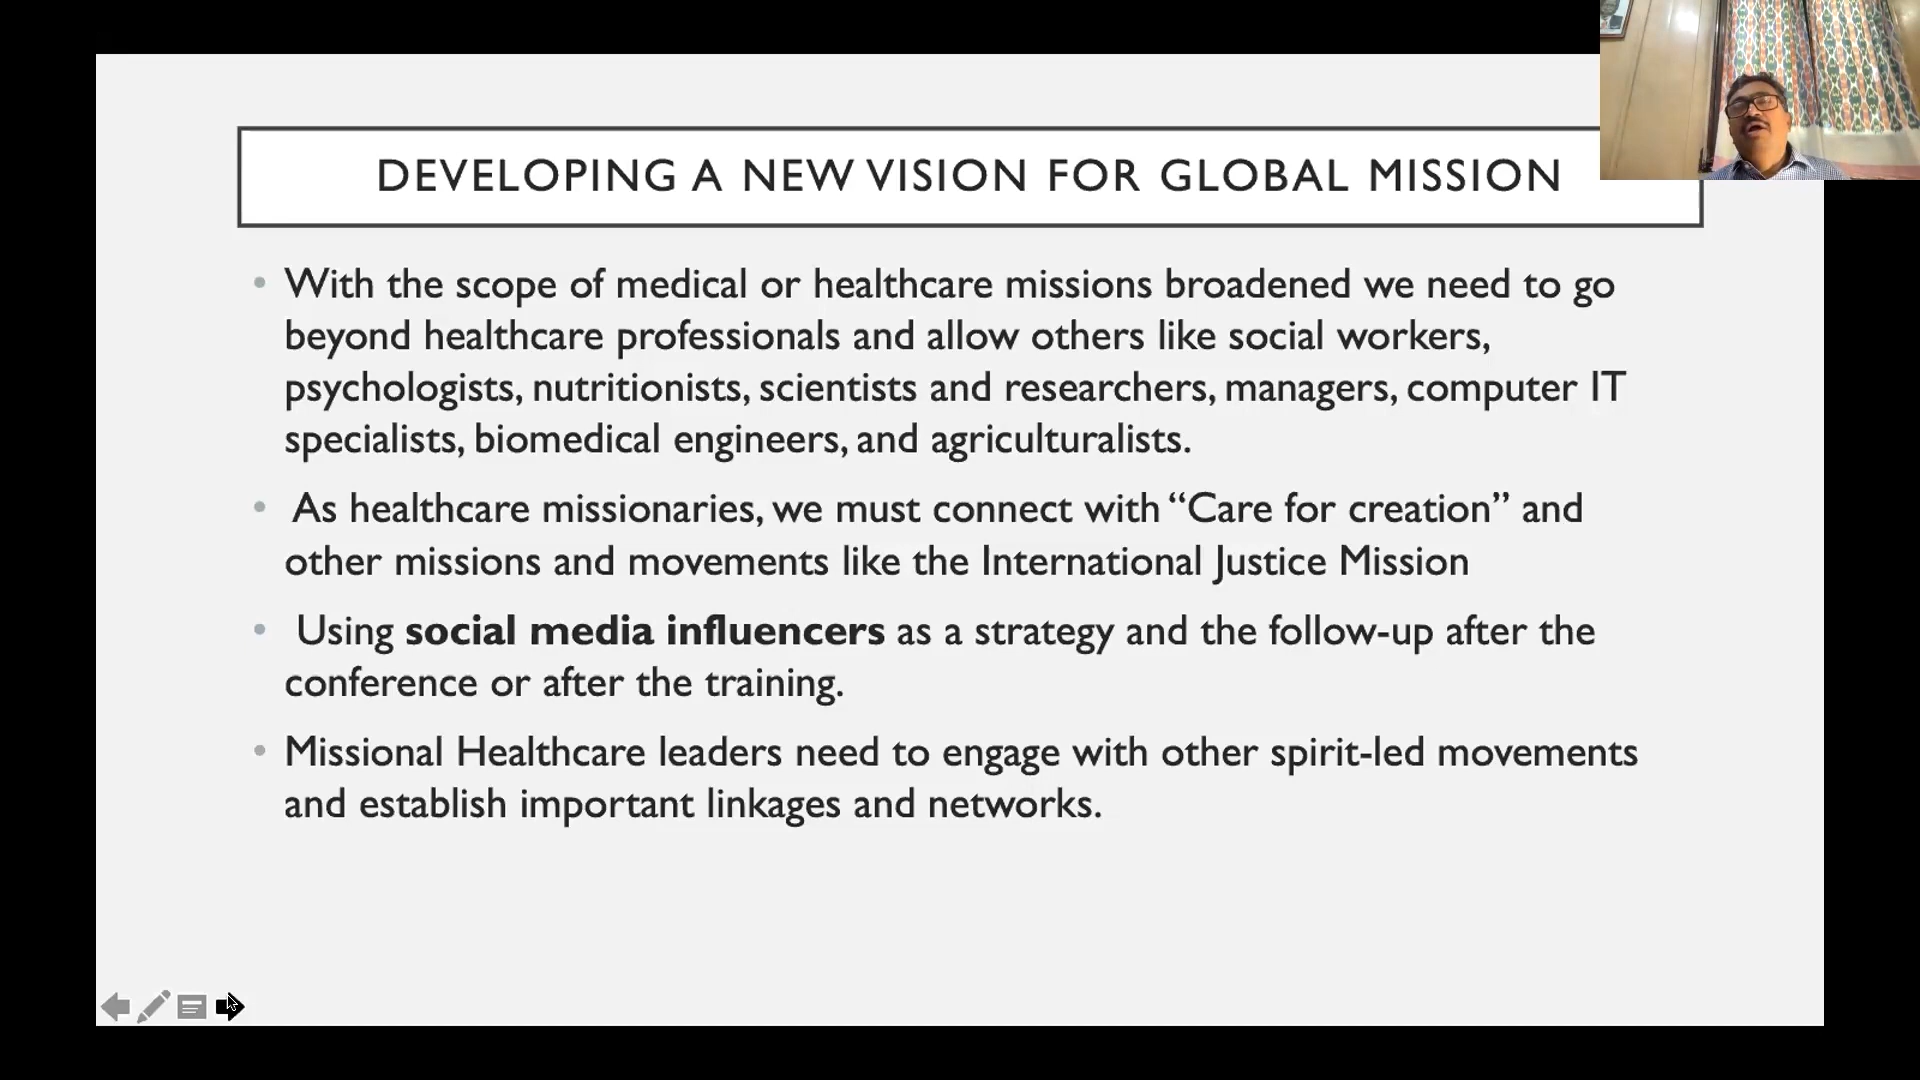 DEVELOPING A NEW VISION FOR GLOBAL MISSION
• With the scope of medical or healthcare missions broadened we need to go
beyond healthcare professionals and allow others like social workers,
psychologists, nutritionists, scientists and researchers, managers, computer IT
specialists, biomedical engineers, and agriculturalists.
• As healthcare missionaries, we must connect with “Care for creation” and
other missions and movements like the International Justice Mission
• Using social media influencers as a strategy and the follow-up after the
conference or after the training.
• Missional Healthcare leaders need to engage with other spirit-led movements
and establish important linkages and networks.